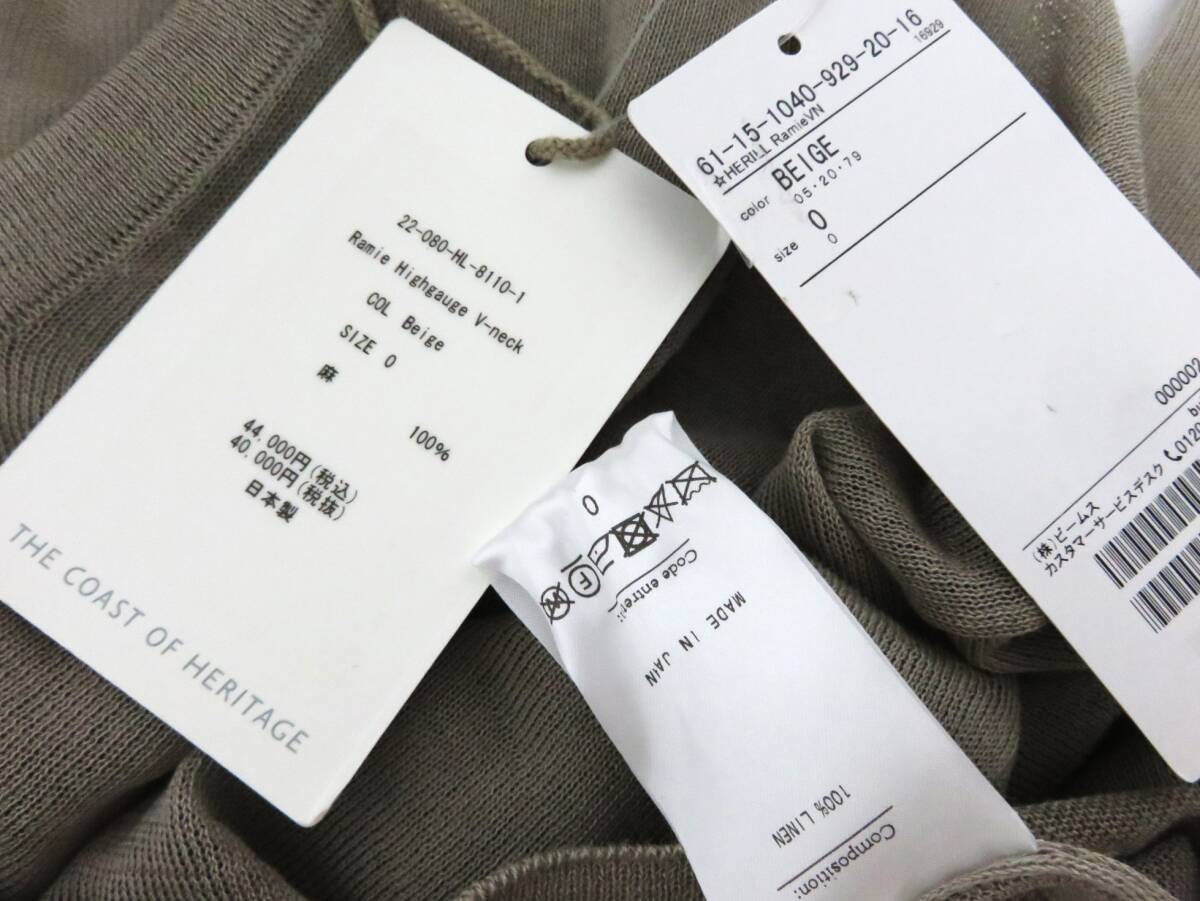 22-080-HL-8110-1
Ramie Highgauge V-neck
COL Beige
SIZE 0
麻 100%
44,000円(税込)
40,000円(税抜)
日本製
THE COAST OF HERITAGE
61-15-1040-929-20-16
16929
☆HERILL RamieVN
color BEIGE
05・20・79
size 0
0
000002
(株)ビームス
カスタマーサービスデスク 0120
0
F
Code entre
MADE IN JA
100% LINEN
Composition: